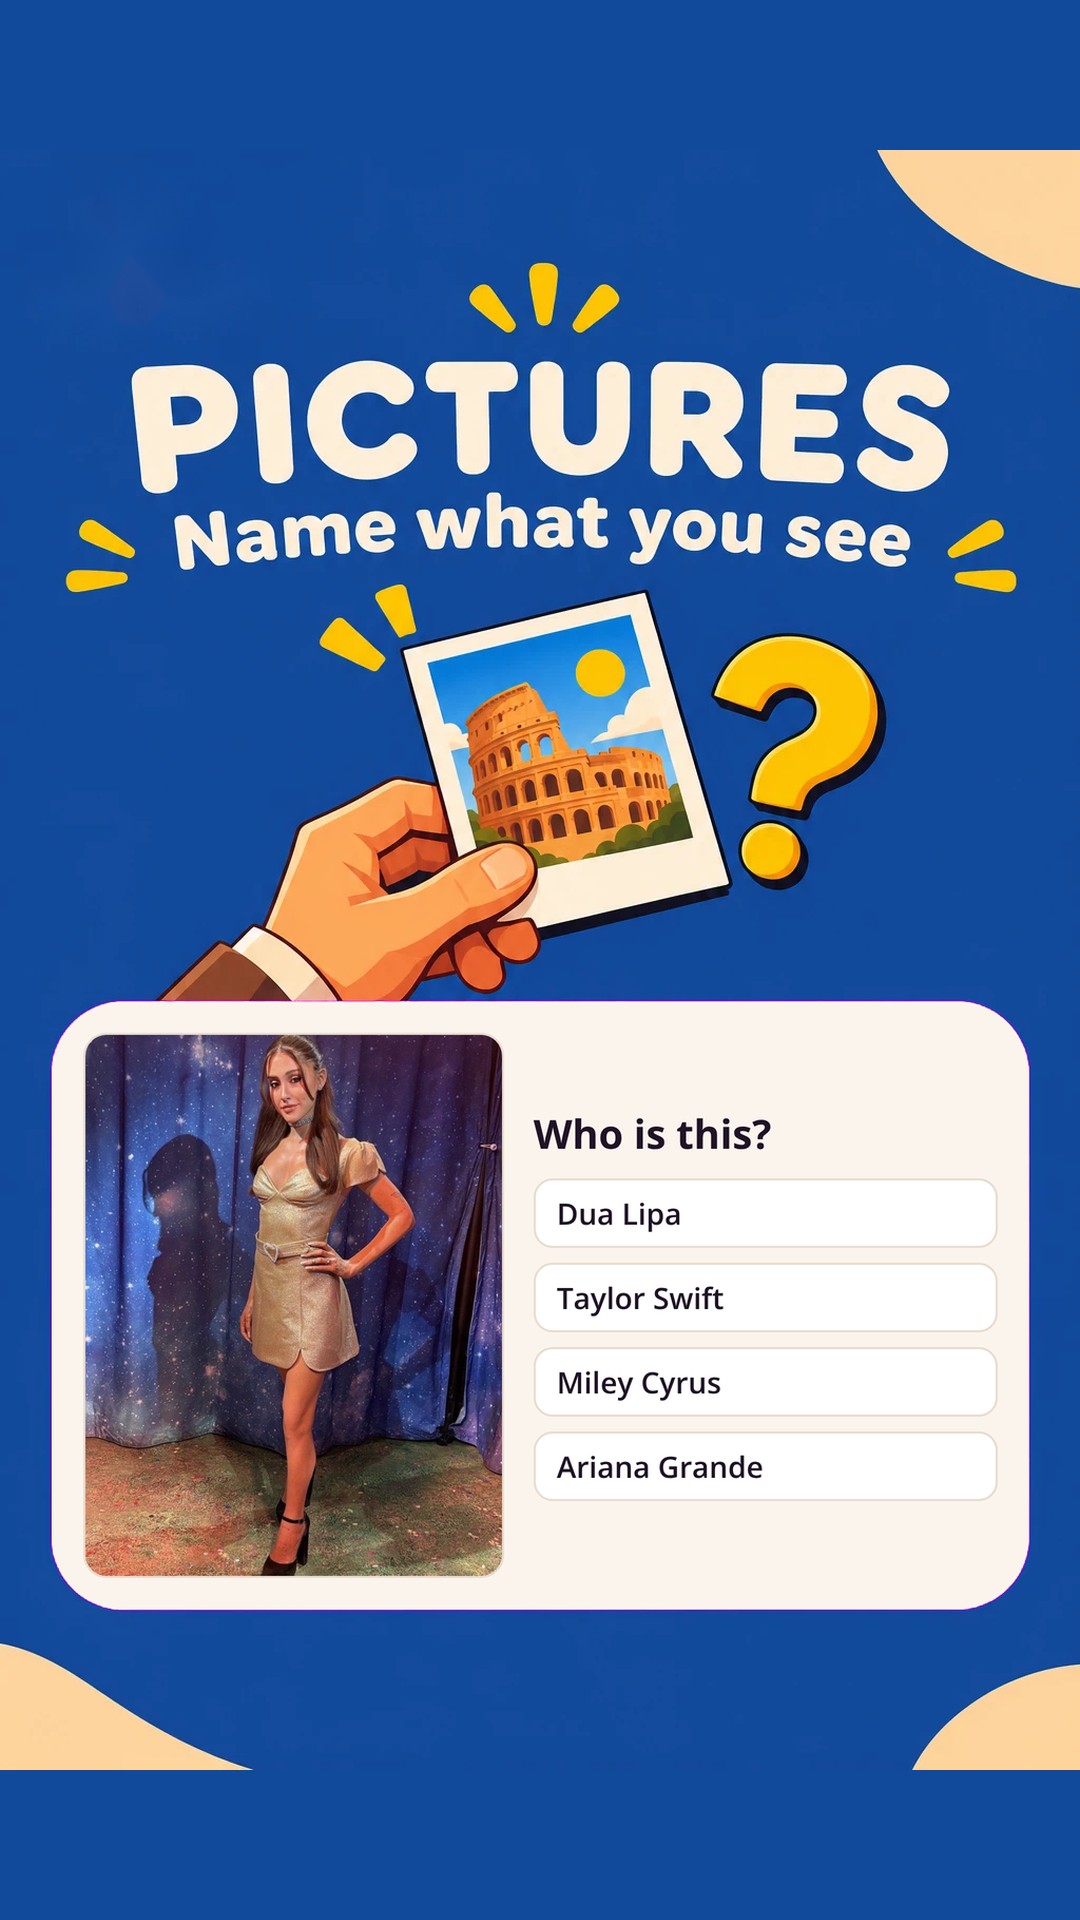 PICTURES
Name what you see
Who is this?
Dua Lipa
Taylor Swift
Miley Cyrus
Ariana Grande